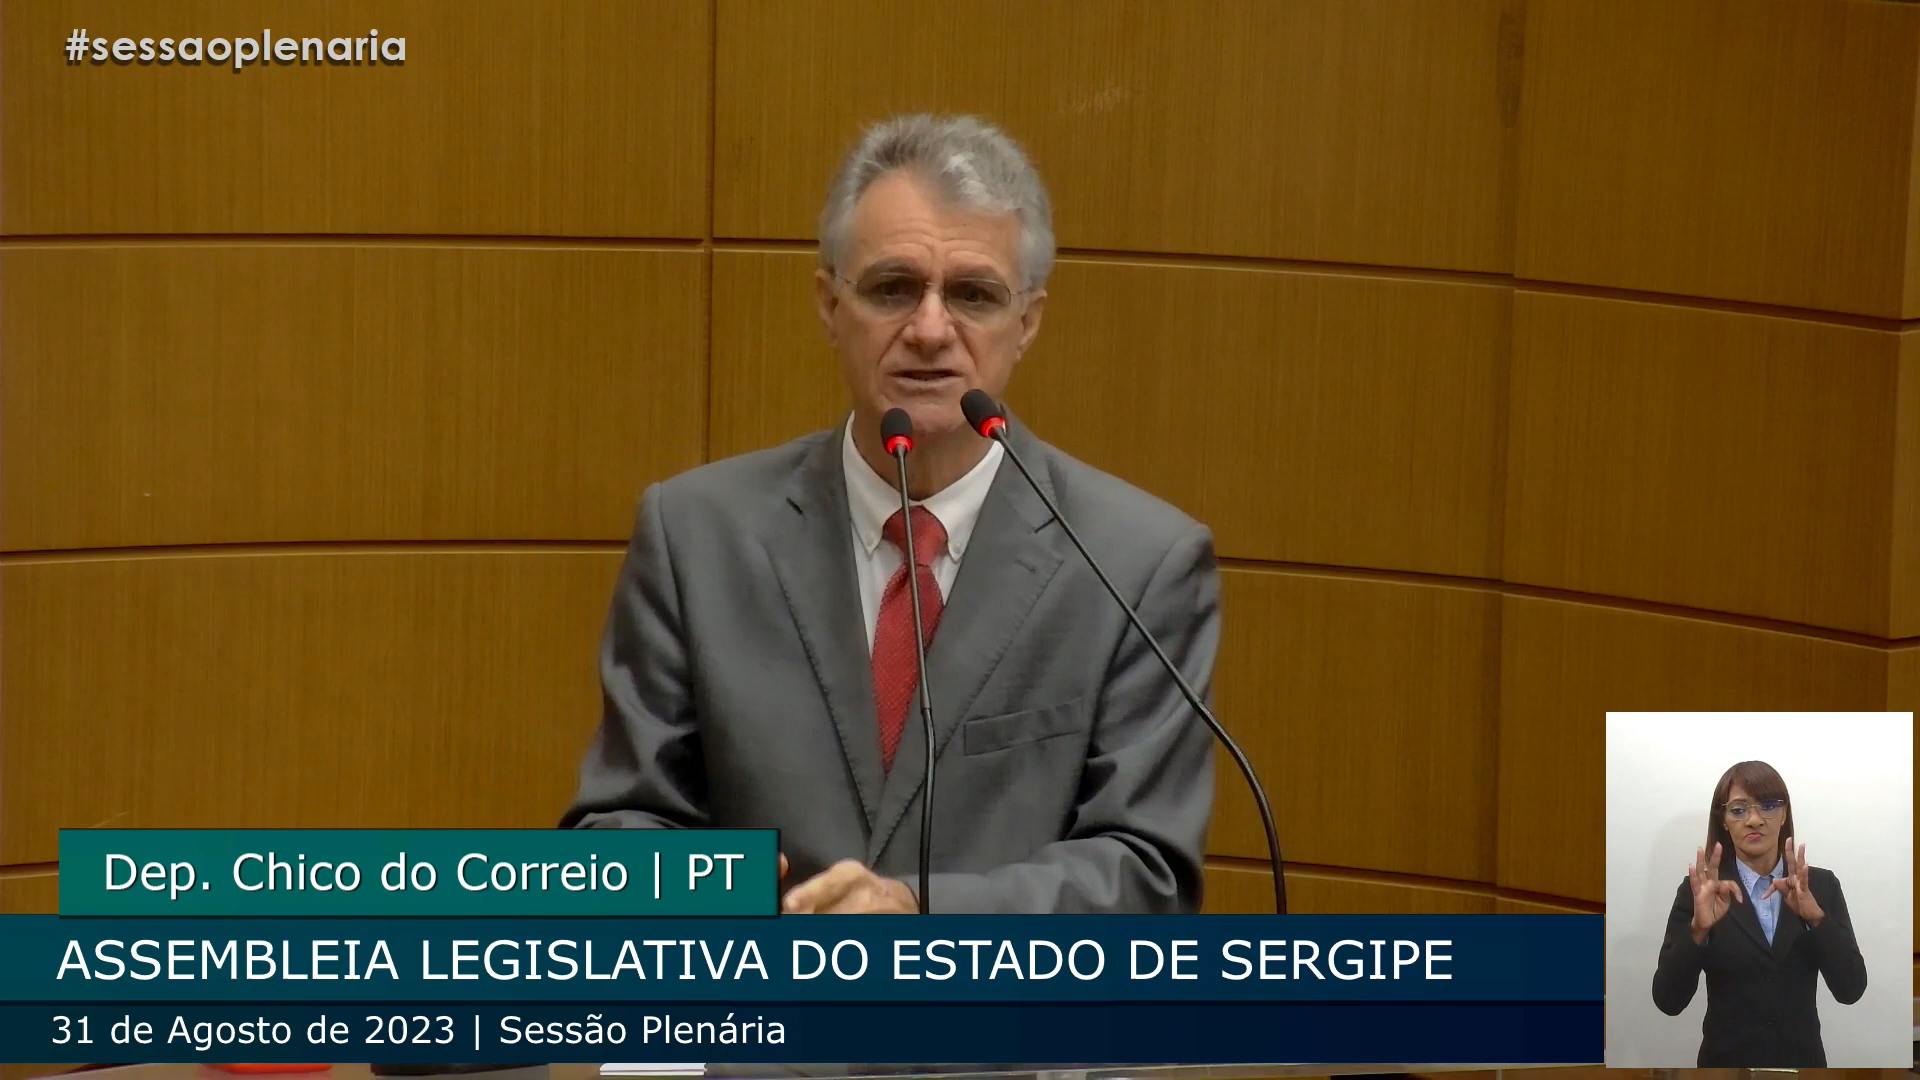 #sessaoplenaria
Dep. Chico do Correio | PT
ASSEMBLEIA LEGISLATIVA DO ESTADO DE SERGIPE
31 de Agosto de 2023 | Sessão Plenária